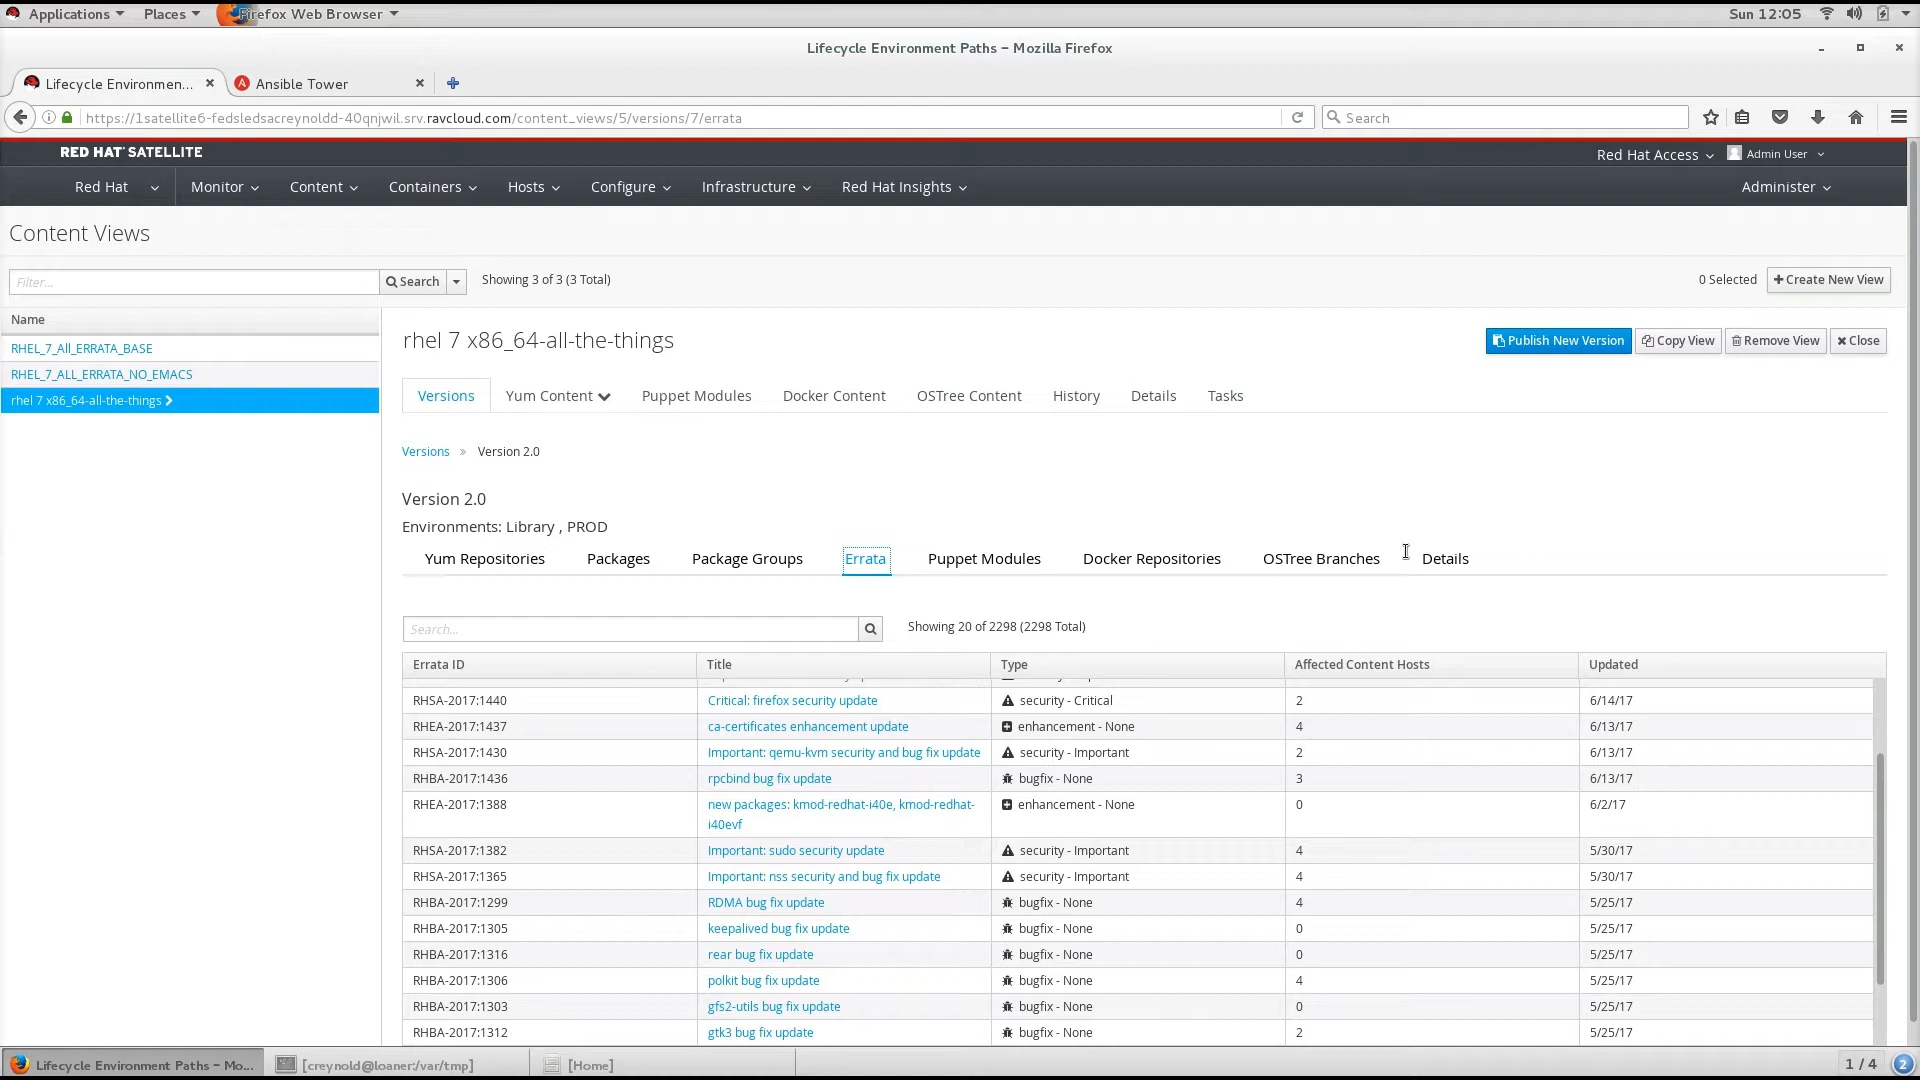 Applications Places Firefox Web Browser Sun 12:05
Lifecycle Environment Paths – Mozilla Firefox
Lifecycle Environmen... Ansible Tower
https://1satellite6-fedsledsacreynoldd-40qnjwil.srv.ravcloud.com/content_views/5/versions/7/errata Search
RED HAT SATELLITE Red Hat Access Admin User
Red Hat Monitor Content Containers Hosts Configure Infrastructure Red Hat Insights Administer
Content Views
Filter... Search Showing 3 of 3 (3 Total) 0 Selected Create New View
Name
RHEL_7_All_ERRATA_BASE
RHEL_7_ALL_ERRATA_NO_EMACS
rhel 7 x86_64-all-the-things
rhel 7 x86_64-all-the-things Publish New Version Copy View Remove View Close
Versions Yum Content Puppet Modules Docker Content OSTree Content History Details Tasks
Versions » Version 2.0
Version 2.0
Environments: Library , PROD
Yum Repositories Packages Package Groups Errata Puppet Modules Docker Repositories OSTree Branches Details
Search... Showing 20 of 2298 (2298 Total)
Errata ID Title Type Affected Content Hosts Updated
RHSA-2017:1440 Critical: firefox security update security - Critical 2 6/14/17
RHEA-2017:1437 ca-certificates enhancement update enhancement - None 4 6/13/17
RHSA-2017:1430 Important: qemu-kvm security and bug fix update security - Important 2 6/13/17
RHBA-2017:1436 rpcbind bug fix update bugfix - None 3 6/13/17
RHEA-2017:1388 new packages: kmod-redhat-i40e, kmod-redhat- enhancement - None 0 6/2/17
i40evf
RHSA-2017:1382 Important: sudo security update security - Important 4 5/30/17
RHSA-2017:1365 Important: nss security and bug fix update security - Important 4 5/30/17
RHBA-2017:1299 RDMA bug fix update bugfix - None 4 5/25/17
RHBA-2017:1305 keepalived bug fix update bugfix - None 0 5/25/17
RHBA-2017:1316 rear bug fix update bugfix - None 0 5/25/17
RHBA-2017:1306 polkit bug fix update bugfix - None 4 5/25/17
RHBA-2017:1303 gfs2-utils bug fix update bugfix - None 0 5/25/17
RHBA-2017:1312 gtk3 bug fix update bugfix - None 2 5/25/17
Lifecycle Environment Paths – Mo... [creynold@loaner:/var/tmp] [Home] 1 / 4 2